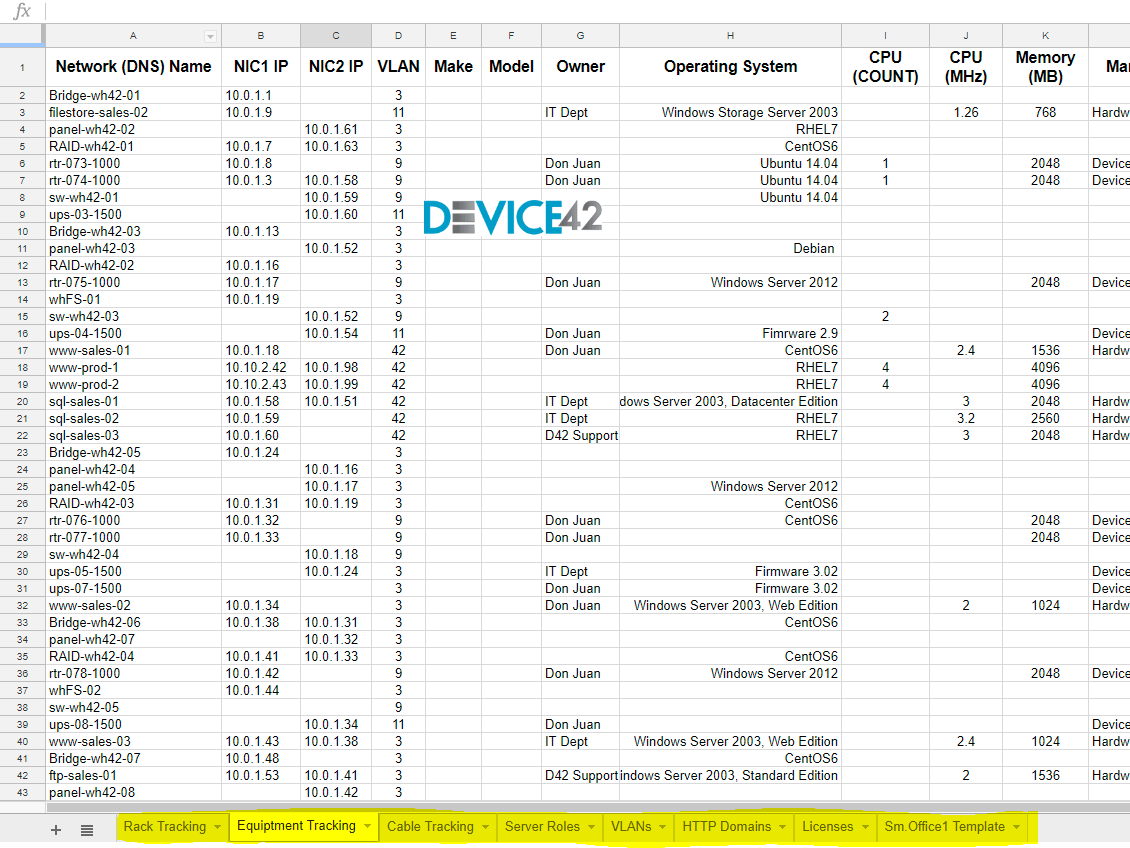 fx
A B C D E F G H I J K
1 Network (DNS) Name NIC1 IP NIC2 IP VLAN Make Model Owner Operating System CPU (COUNT) CPU (MHz) Memory (MB) Mar
2 Bridge-wh42-01 10.0.1.1 3
3 filestore-sales-02 10.0.1.9 11 IT Dept Windows Storage Server 2003 1.26 768 Hardw
4 panel-wh42-02 10.0.1.61 3 RHEL7
5 RAID-wh42-01 10.0.1.7 10.0.1.63 3 CentOS6
6 rtr-073-1000 10.0.1.8 9 Don Juan Ubuntu 14.04 1 2048 Device
7 rtr-074-1000 10.0.1.3 10.0.1.58 9 Don Juan Ubuntu 14.04 1 2048 Device
8 sw-wh42-01 10.0.1.59 9 Ubuntu 14.04
9 ups-03-1500 10.0.1.60 11
DEVICE42
10 Bridge-wh42-03 10.0.1.13 3
11 panel-wh42-03 10.0.1.52 3 Debian
12 RAID-wh42-02 10.0.1.16 3
13 rtr-075-1000 10.0.1.17 9 Don Juan Windows Server 2012 2048 Device
14 whFS-01 10.0.1.19 3
15 sw-wh42-03 10.0.1.52 9 2
16 ups-04-1500 10.0.1.54 11 Don Juan Fimrware 2.9 Device
17 www-sales-01 10.0.1.18 42 Don Juan CentOS6 2.4 1536 Hardw
18 www-prod-1 10.10.2.42 10.0.1.98 42 RHEL7 4 4096
19 www-prod-2 10.10.2.43 10.0.1.99 42 RHEL7 4 4096
20 sql-sales-01 10.0.1.58 10.0.1.51 42 IT Dept dows Server 2003, Datacenter Edition 3 2048 Hardw
21 sql-sales-02 10.0.1.59 42 IT Dept RHEL7 3.2 2560 Hardw
22 sql-sales-03 10.0.1.60 42 D42 Support RHEL7 3 2048 Hardw
23 Bridge-wh42-05 10.0.1.24 3
24 panel-wh42-04 10.0.1.16 3
25 panel-wh42-05 10.0.1.17 3 Windows Server 2012
26 RAID-wh42-03 10.0.1.31 10.0.1.19 3 CentOS6
27 rtr-076-1000 10.0.1.32 9 Don Juan CentOS6 2048 Device
28 rtr-077-1000 10.0.1.33 9 Don Juan 2048 Device
29 sw-wh42-04 10.0.1.18 9
30 ups-05-1500 10.0.1.24 3 IT Dept Firmware 3.02 Device
31 ups-07-1500 3 Don Juan Firmware 3.02 Device
32 www-sales-02 10.0.1.34 3 Don Juan Windows Server 2003, Web Edition 2 1024 Hardw
33 Bridge-wh42-06 10.0.1.38 10.0.1.31 3 CentOS6
34 panel-wh42-07 10.0.1.32 3
35 RAID-wh42-04 10.0.1.41 10.0.1.33 3 CentOS6
36 rtr-078-1000 10.0.1.42 9 Don Juan Windows Server 2012 2048 Device
37 whFS-02 10.0.1.44 3
38 sw-wh42-05 9
39 ups-08-1500 10.0.1.34 11 Don Juan Device
40 www-sales-03 10.0.1.43 10.0.1.38 3 IT Dept Windows Server 2003, Web Edition 2.4 1024 Hardw
41 Bridge-wh42-07 10.0.1.48 3 CentOS6
42 ftp-sales-01 10.0.1.53 10.0.1.41 3 D42 Support indows Server 2003, Standard Edition 2 1536 Hardw
43 panel-wh42-08 10.0.1.42 3
+ Rack Tracking Equiptment Tracking Cable Tracking Server Roles VLANs HTTP Domains Licenses Sm.Office1 Template